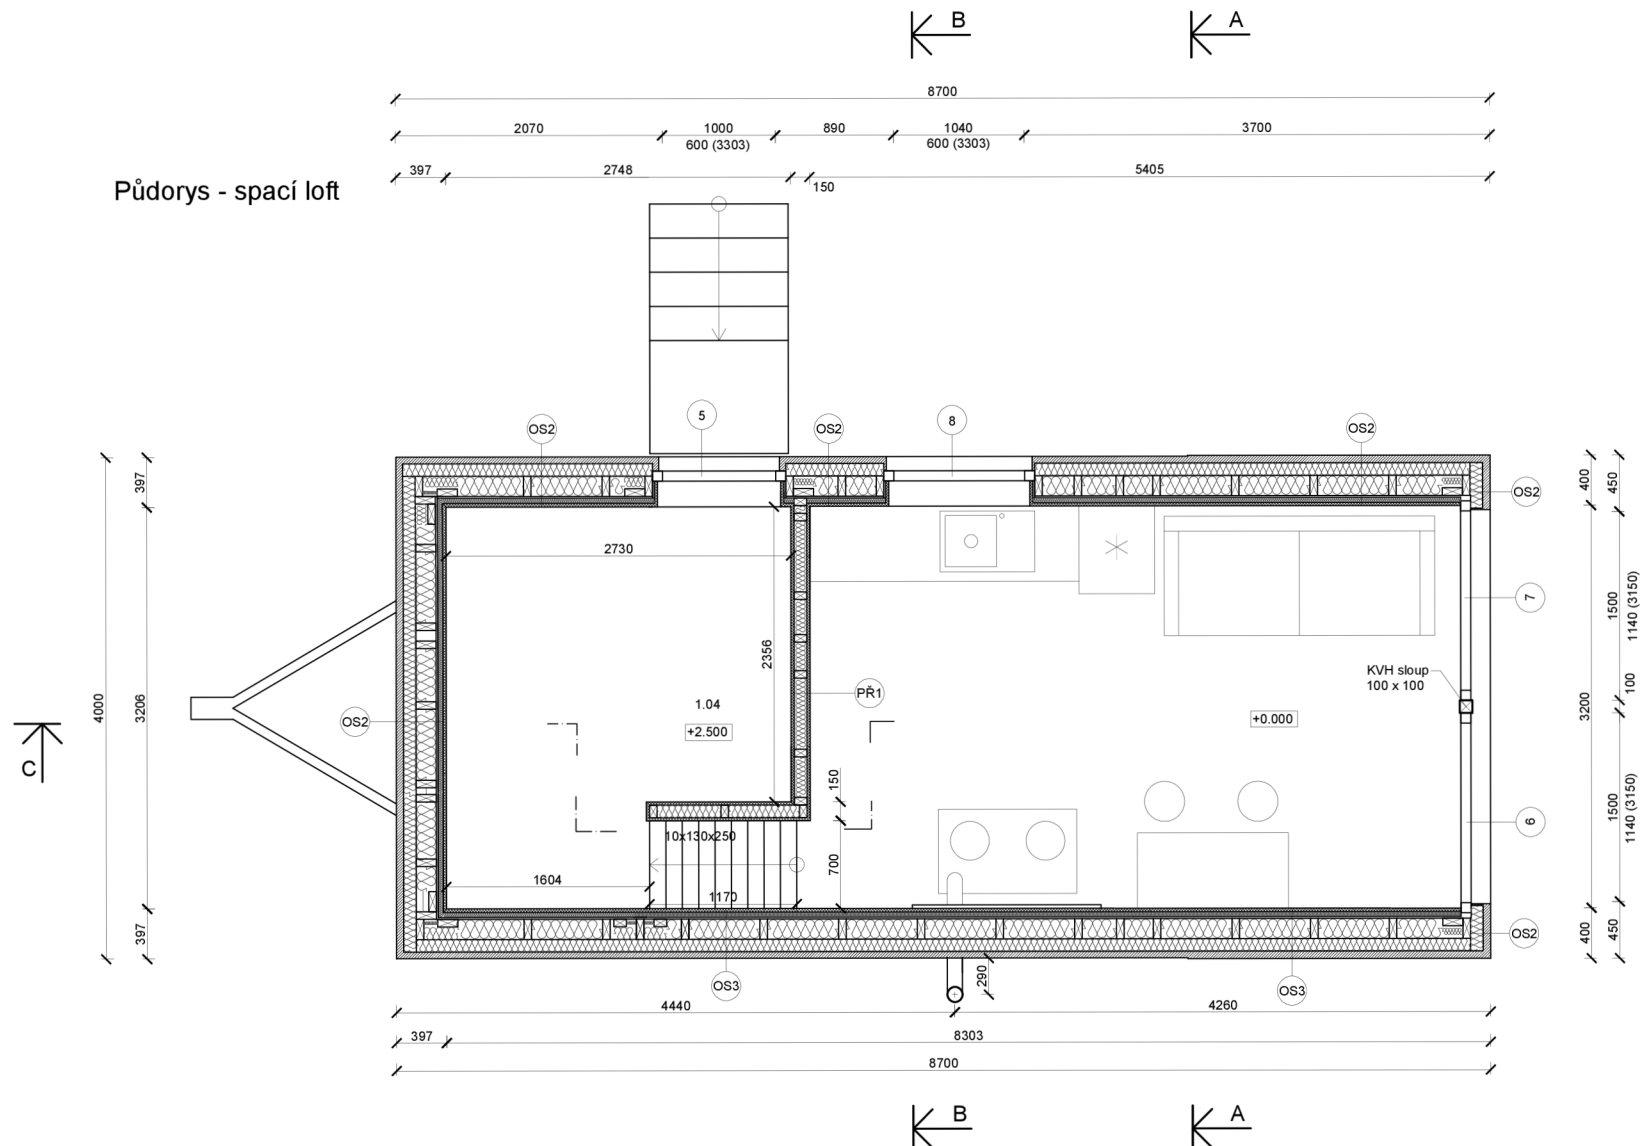 B
A
8700
2070
1000
890
1040
3700
600 (3303)
600 (3303)
397
2748
150
5405
Půdorys - spací loft
5
8
OS2
OS2
OS2
OS2
397
400
450
2730
7
1500
1140 (3150)
2356
KVH sloup
100 x 100
100
PŘ1
4000
3206
OS2
1.04
+2.500
+0.000
3200
C
150
10x130x250
700
6
1500
1140 (3150)
1604
1170
397
400
450
OS2
OS3
290
OS3
4440
4260
397
8303
8700
B
A